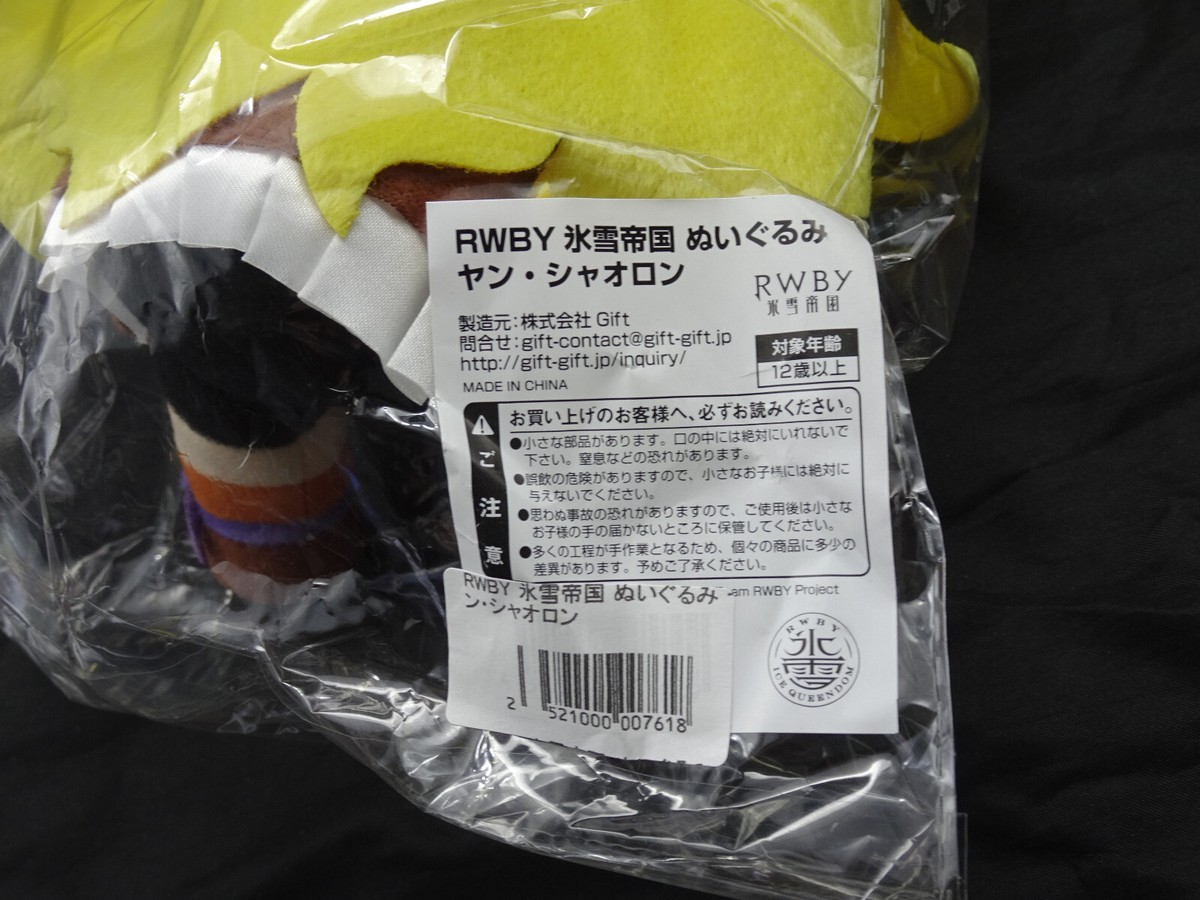 RWBY 氷雪帝国 ぬいぐるみ
ヤン・シャオロン
RWBY
氷雪帝国
製造元：株式会社 Gift
問合せ：gift-contact@gift-gift.jp
http://gift-gift.jp/inquiry/
MADE IN CHINA
対象年齢
12歳以上
ご注意
お買い上げのお客様へ、必ずお読みください。
●小さな部品があります。口の中には絶対にいれないで
下さい。窒息などの恐れがあります。
●誤飲の危険がありますので、小さなお子様には絶対に
与えないでください。
●思わぬ事故の恐れがありますので、ご使用後は小さな
お子様の手の届かないところに保管してください。
●多くの工程が手作業となるため、個々の商品に多少の
差異があります。予めご了承ください。
RWBY Project
RWBY 氷雪帝国 ぬいぐるみ
ン・シャオロン
2 521000 007618
RWBY
氷雪
ICE QUEENDOM